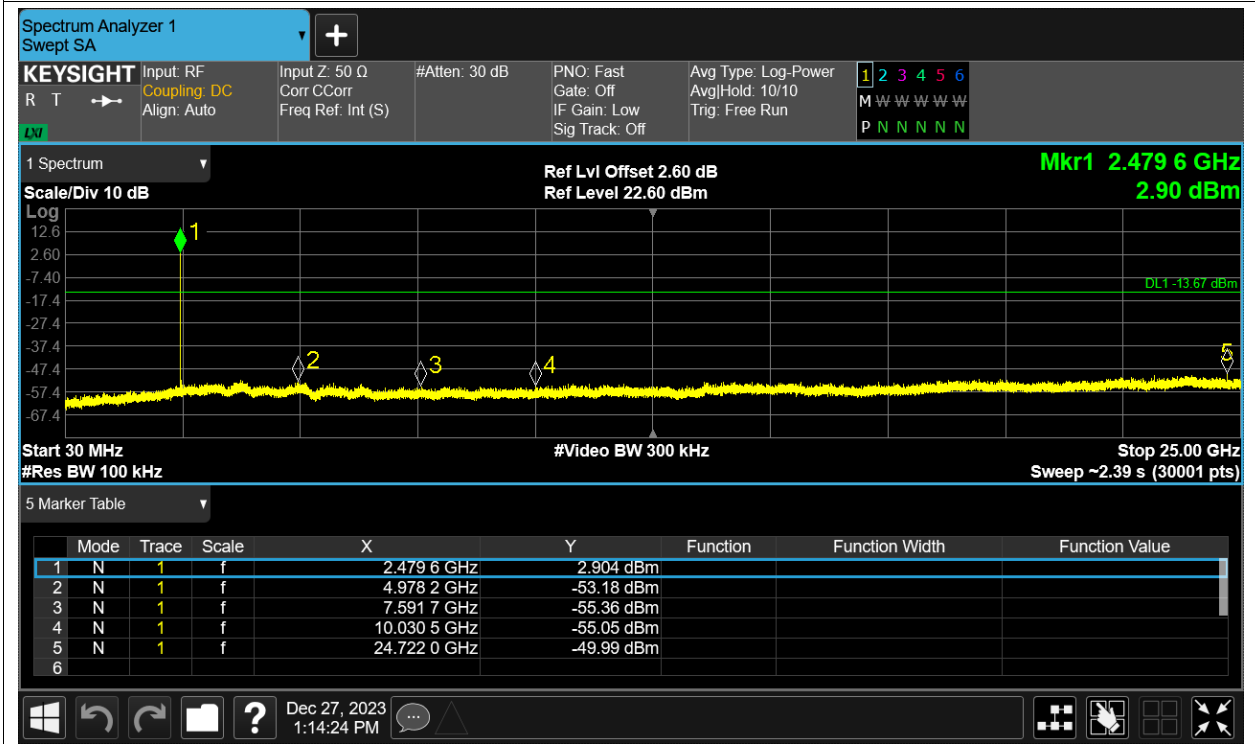 Spectrum Analyzer 1
Swept SA
+
KEYSIGHT Input: RF Input Z: 50 Ω #Atten: 30 dB PNO: Fast Avg Type: Log-Power 1 2 3 4 5 6
R T Coupling: DC Corr CCorr Gate: Off Avg|Hold: 10/10 M W W W W W
Align: Auto Freq Ref: Int (S) IF Gain: Low Trig: Free Run
LXI Sig Track: Off P N N N N N
1 Spectrum Ref Lvl Offset 2.60 dB Mkr1 2.479 6 GHz
Scale/Div 10 dB Ref Level 22.60 dBm 2.90 dBm
Log
12.6 1
2.60
-7.40
DL1 -13.67 dBm
-17.4
-27.4
-37.4
2 3 4 5
-47.4
-57.4
-67.4
Start 30 MHz #Video BW 300 kHz Stop 25.00 GHz
#Res BW 100 kHz Sweep ~2.39 s (30001 pts)
5 Marker Table
Mode Trace Scale X Y Function Function Width Function Value
1 N 1 f 2.479 6 GHz 2.904 dBm
2 N 1 f 4.978 2 GHz -53.18 dBm
3 N 1 f 7.591 7 GHz -55.36 dBm
4 N 1 f 10.030 5 GHz -55.05 dBm
5 N 1 f 24.722 0 GHz -49.99 dBm
6
? Dec 27, 2023
1:14:24 PM